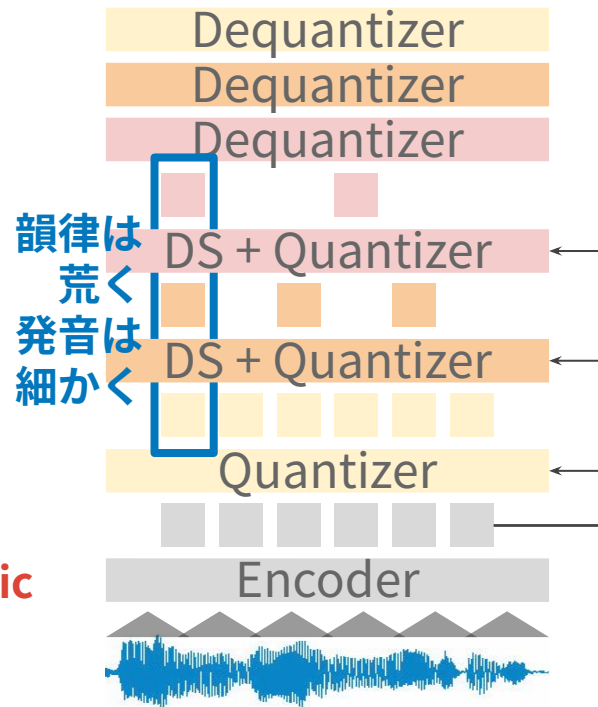 Dequantizer
Dequantizer
Dequantizer
韻律は
荒く
発音は
細かく
DS + Quantizer
DS + Quantizer
Quantizer
ic
Encoder